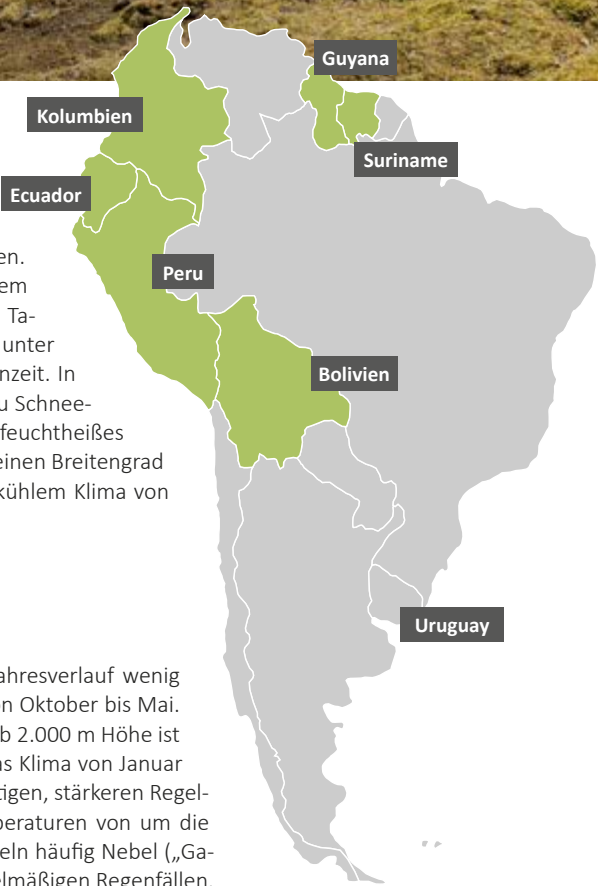 Guyana
Kolumbien
Suriname
Ecuador
Peru
Bolivien
Uruguay
en.
em
Ta-
unter
nzeit. In
u Schnee-
feuchtheißes
einen Breitengrad
kühlem Klima von
ahresverlauf wenig
on Oktober bis Mai.
b 2.000 m Höhe ist
as Klima von Januar
tigen, stärkeren Regel-
peraturen von um die
eln häufig Nebel („Ga-
elmäßigen Regenfällen.